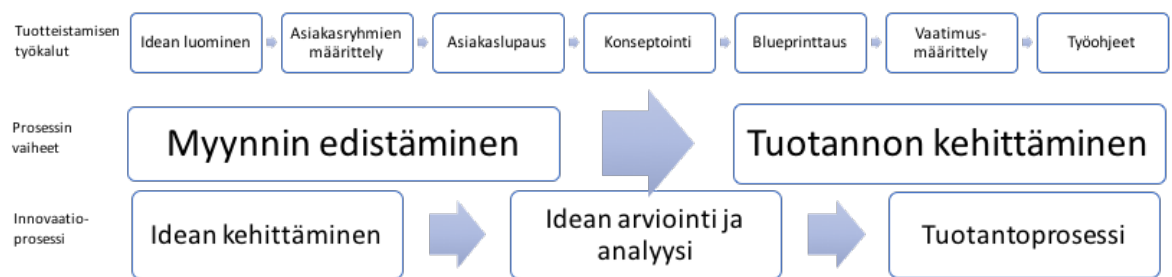 Tuotteistamisen
työkalut
Idean luominen
Asiakasryhmien
määrittely
Asiakaslupaus
Konseptointi
Blueprinttaus
Vaatimus-
määrittely
Työohjeet
Prosessin
vaiheet
Myynnin edistäminen
Tuotannon kehittäminen
Innovaatio-
prosessi
Idean kehittäminen
Idean arviointi ja
analyysi
Tuotantoprosessi